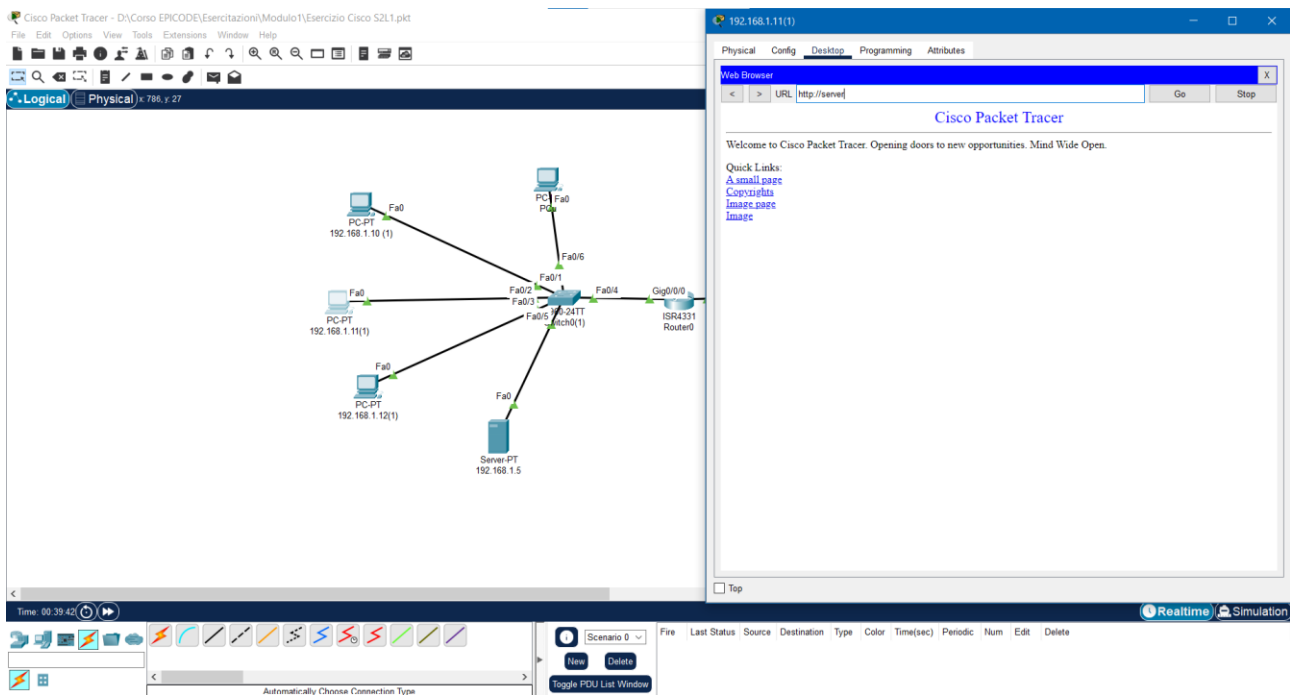 Cisco Packet Tracer - D:\Corso EPICODE\Esercitazioni\Modulo1\Esercizio Cisco S2L1.pkt
File Edit Options View Tools Extensions Window Help
Logical Physical x: 786, y: 27
PC-PT
192.168.1.10 (1)
Fa0
PC-PT
192.168.1.11(1)
Fa0
PC-PT
192.168.1.12(1)
Fa0
Fa0
Fa0/6
Fa0/1
Fa0/2
Fa0/3
Fa0/5
Fa0/4
-24TT
itch0(1)
Gig0/0/0
ISR4331
Router0
Fa0
Server-PT
192.168.1.5
192.168.1.11(1)
Physical Config Desktop Programming Attributes
Web Browser X
< > URL http://server Go Stop
Cisco Packet Tracer
Welcome to Cisco Packet Tracer. Opening doors to new opportunities. Mind Wide Open.
Quick Links:
A small page
Copyrights
Image page
Image
Top
Time: 00:39:42
Realtime Simulation
Automatically Choose Connection Type
Scenario 0
New Delete
Toggle PDU List Window
Fire Last Status Source Destination Type Color Time(sec) Periodic Num Edit Delete